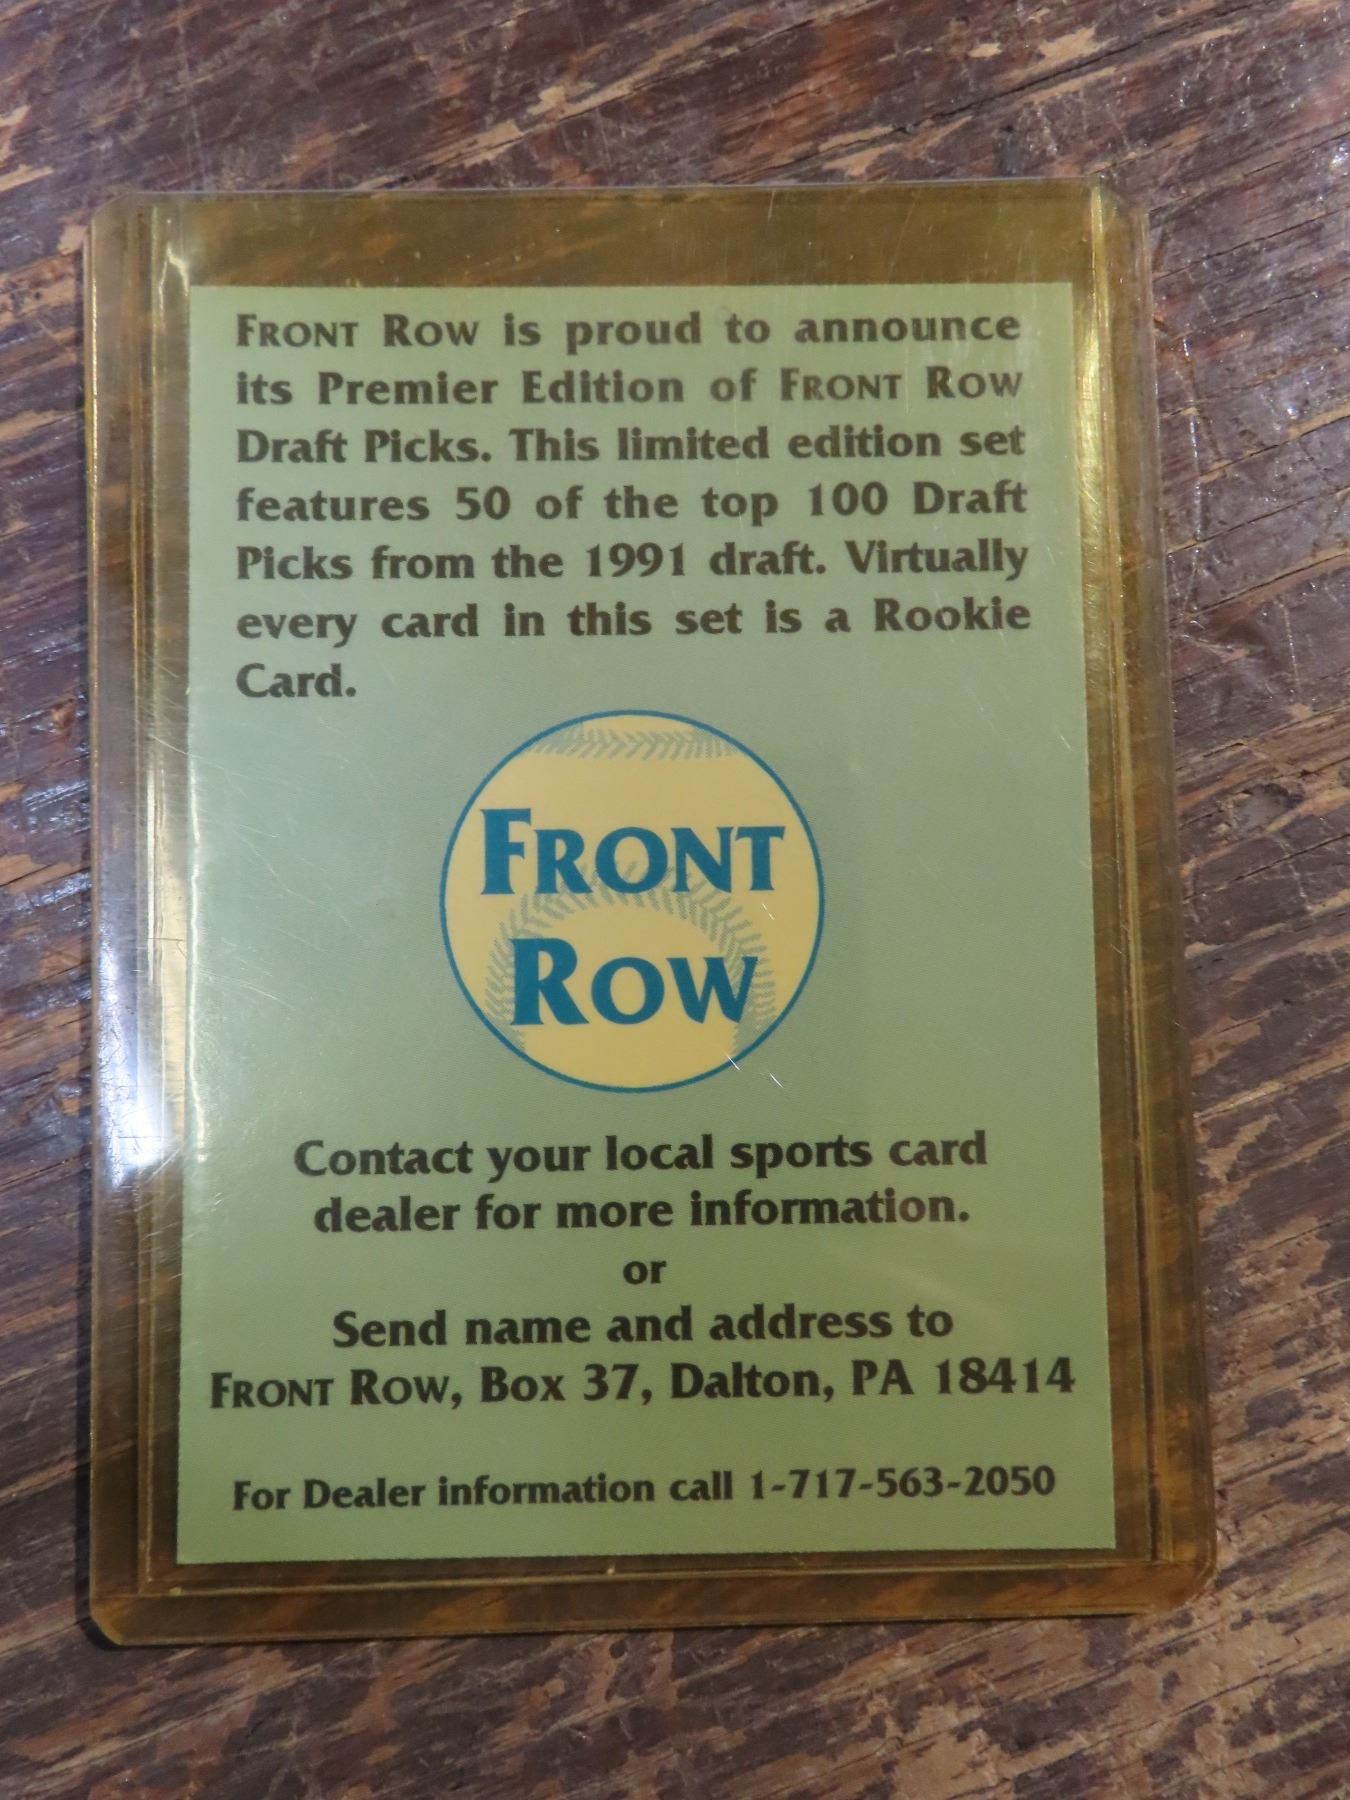 FRONT ROW is proud to announce
its Premier Edition of FRONT ROW
Draft Picks. This limited edition set
features 50 of the top 100 Draft
Picks from the 1991 draft. Virtually
every card in this set is a Rookie
Card.
FRONT
ROW
Contact your local sports card
dealer for more information.
or
Send name and address to
FRONT ROW, Box 37, Dalton, PA 18414
For Dealer information call 1-717-563-2050